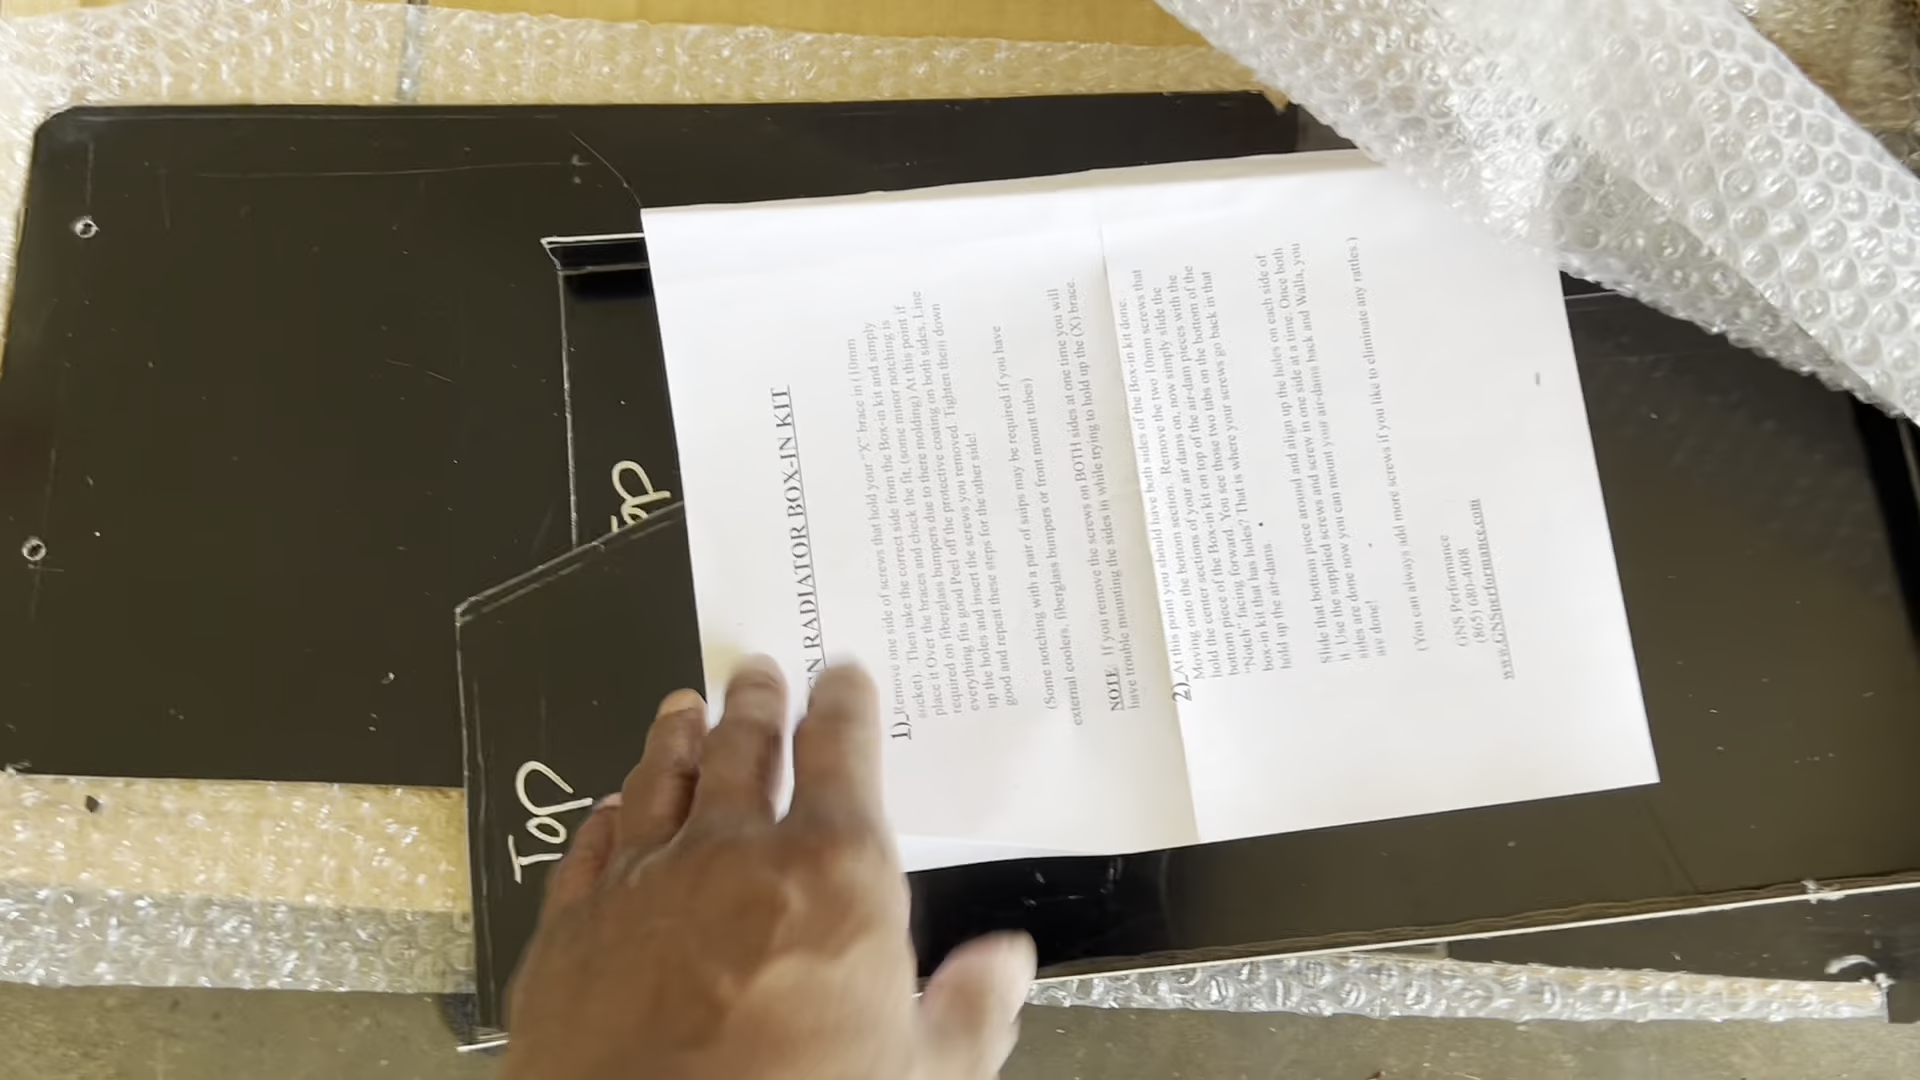 GN RADIATOR BOX-IN KIT
1) Remove one side of screws that hold your "X" brace in (10mm
socket). Then take the correct side from the Box-in kit and simply
place it Over the braces and check the fit. (some minor notching is
required on fiberglass bumpers due to there molding) At this point if
everything fits good Peel off the protective coating on both sides, Line
up the holes and insert the screws you removed. Tighten them down
good and repeat these steps for the other side!
(Some notching with a pair of snips may be required if you have
external coolers, fiberglass bumpers or front mount tubes)
NOTE: If you remove the screws on BOTH sides at one time you will
have trouble mounting the sides in while trying to hold up the (X) brace.
2) At this point you should have both sides of the Box-in kit done.
Moving onto the bottom section. Remove the two 10mm screws that
hold the center sections of your air dams on, now simply slide the
bottom piece of the Box-in kit on top of the air-dam pieces with the
"Notch" facing forward. You see those two tabs on the bottom of the
box-in kit that has holes? That is where your screws go back in that
hold up the air-dams.
Slide that bottom piece around and align up the holes on each side of
it. Use the supplied screws and screw in one side at a time. Once both
sides are done now you can mount your air-dams back and Walla, you
are done!
(You can always add more screws if you like to eliminate any rattles.)
GNS Performance
(865) 680-4008
www.GNSperformance.com
TOP